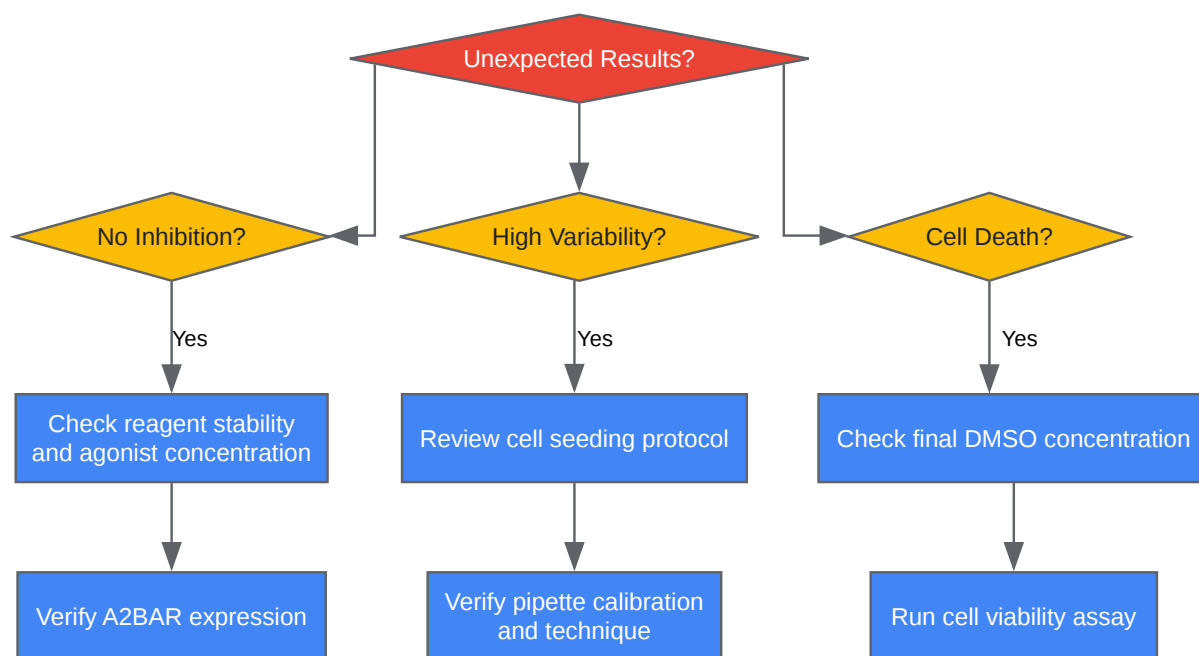 Unexpected Results?
No Inhibition?
High Variability?
Cell Death?
Yes
Yes
Yes
Check reagent stability
and agonist concentration
Review cell seeding protocol
Check final DMSO concentration
Verify A2BAR expression
Verify pipette calibration
and technique
Run cell viability assay